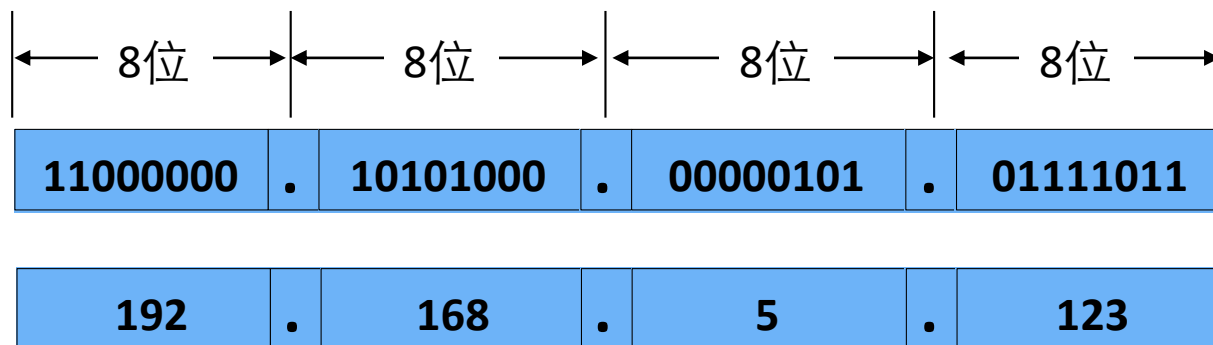 8位 8位 8位 8位
11000000 . 10101000 . 00000101 . 01111011
192 . 168 . 5 . 123